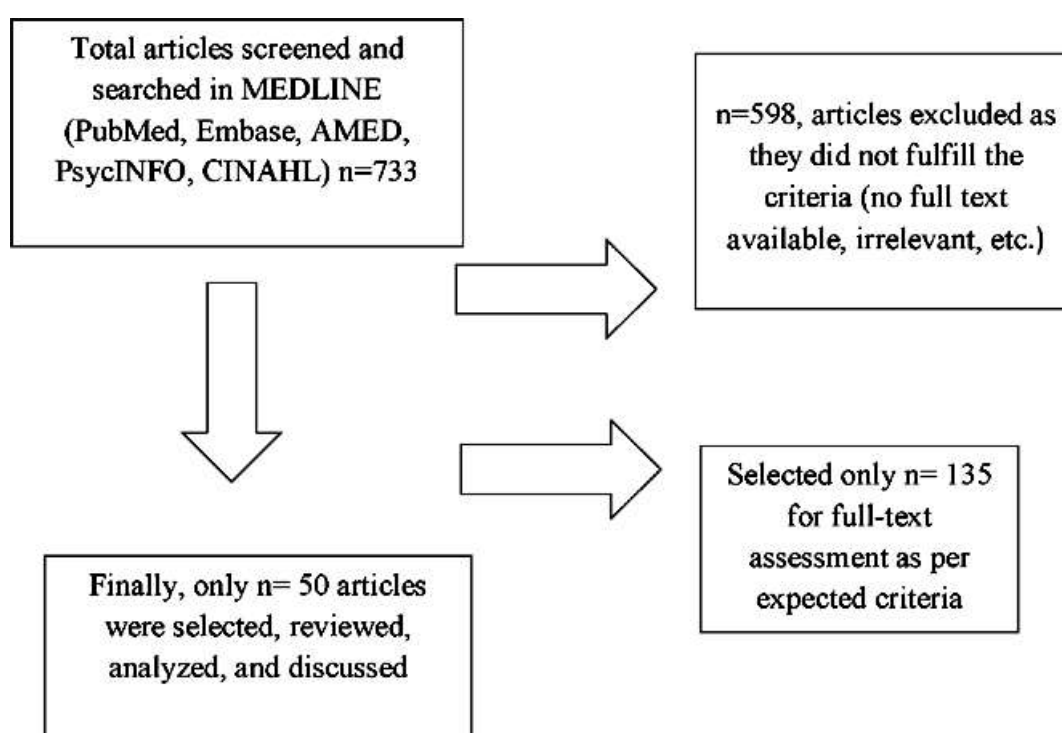 Total articles screened and
searched in MEDLINE
(PubMed, Embase, AMED,
PsycINFO, CINAHL) n=733
n=598, articles excluded as
they did not fulfill the
criteria (no full text
available, irrelevant, etc.)
Selected only n= 135
for full-text
assessment as per
expected criteria
Finally, only n= 50 articles
were selected, reviewed,
analyzed, and discussed